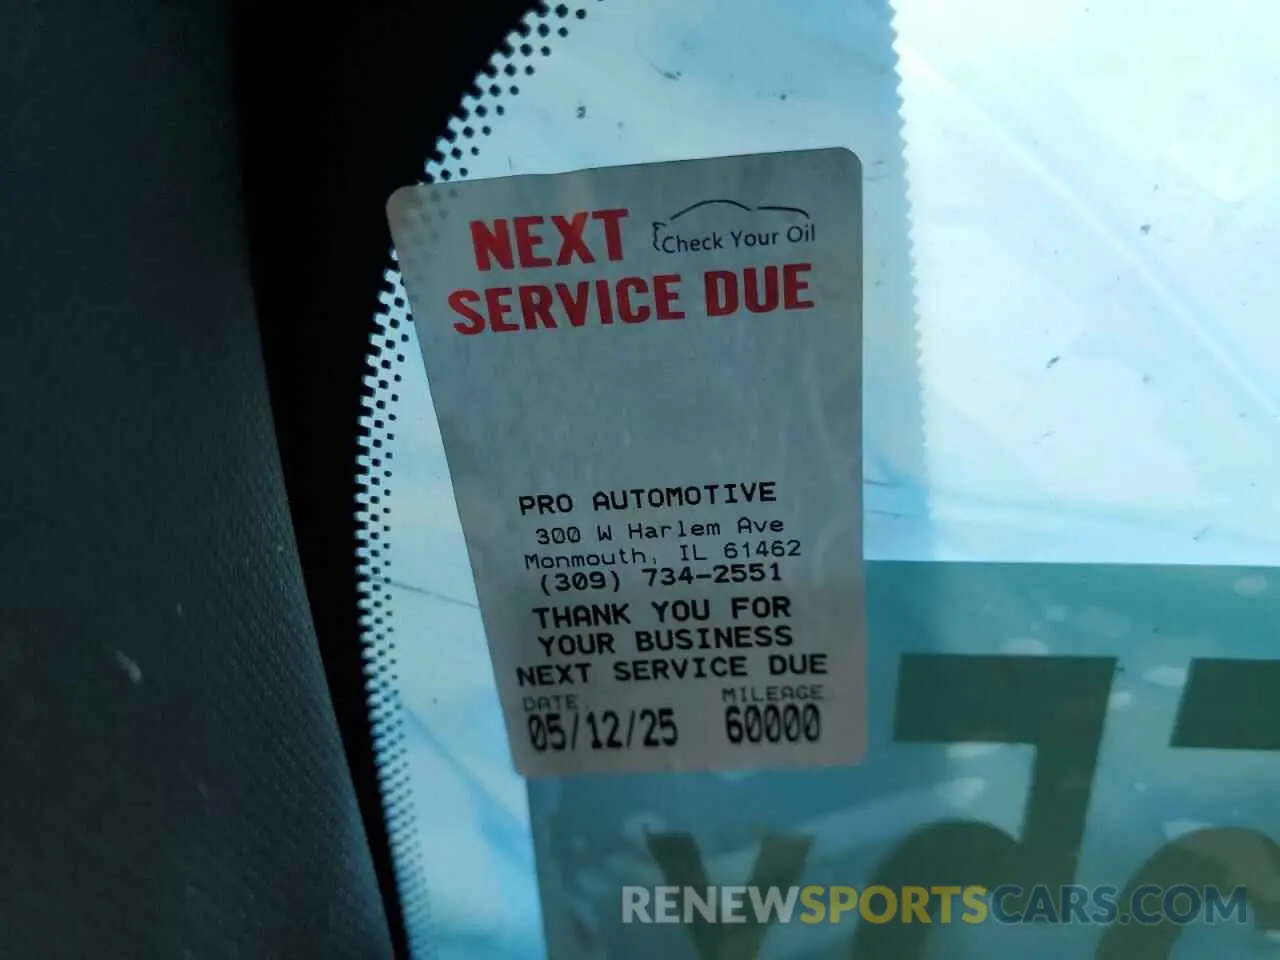 NEXT
Check Your Oil
SERVICE DUE
PRO AUTOMOTIVE
300 W Harlem Ave
Monmouth, IL 61462
(309) 734-2551
THANK YOU FOR
YOUR BUSINESS
NEXT SERVICE DUE
DATE. MILEAGE
05/12/25 60000
RENEWSPORTSCARS.COM